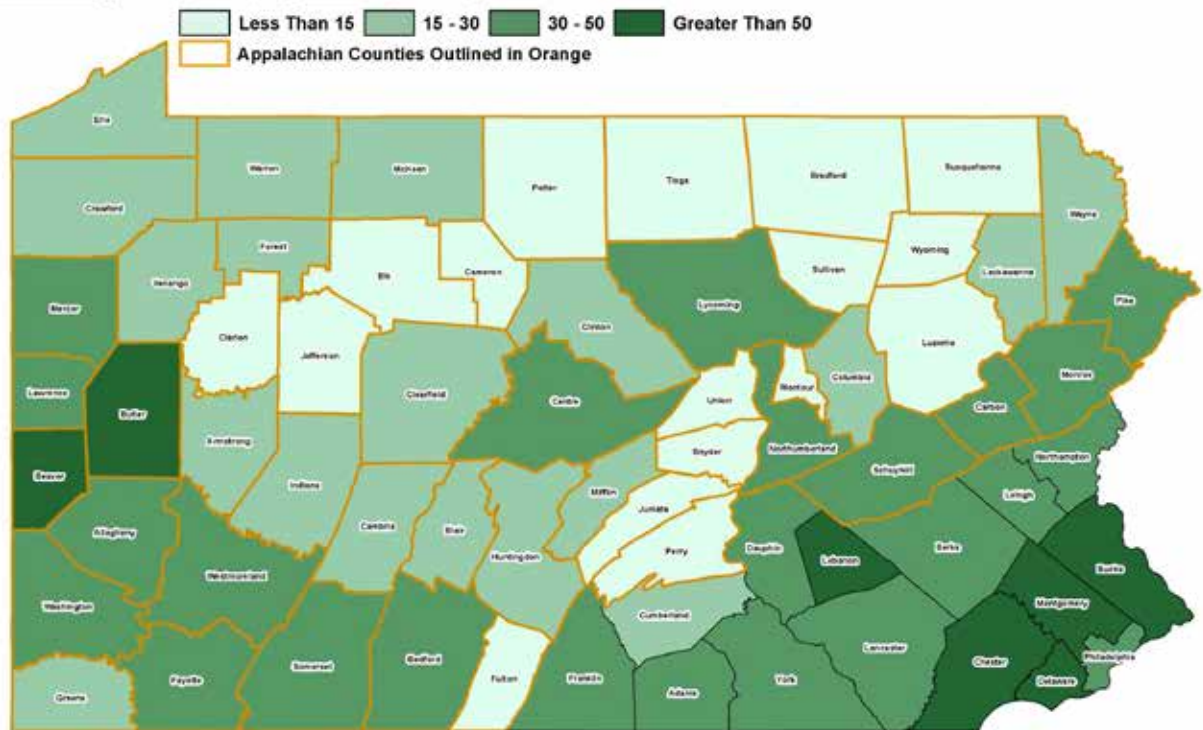 Less Than 15 15 - 30 30 - 50 Greater Than 50
Appalachian Counties Outlined in Orange
Erie
Warren
McKean
Potter
Tioga
Bradford
Susquehanna
Crawford
Wayne
Forest
Wyoming
Venango
Elk
Cameron
Sullivan
Lackawanna
Mercer
Lycoming
Pike
Clarion
Clinton
Jefferson
Luzerne
Lawrence
Clearfield
Montour
Columbia
Monroe
Butler
Centre
Union
Carbon
Armstrong
Northumberland
Snyder
Northampton
Beaver
Indiana
Mifflin
Schuylkill
Lehigh
Cambria
Blair
Juniata
Allegheny
Huntingdon
Perry
Dauphin
Lebanon
Berks
Bucks
Westmoreland
Washington
Cumberland
Montgomery
Lancaster
Philadelphia
Somerset
Bedford
Chester
Greene
Fayette
Fulton
Franklin
Adams
York
Delaware